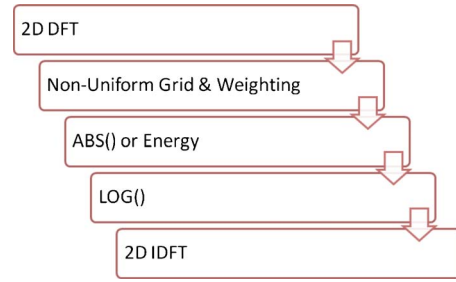 2D DFT
Non-Uniform Grid & Weighting
ABS() or Energy
LOG()
2D IDFT